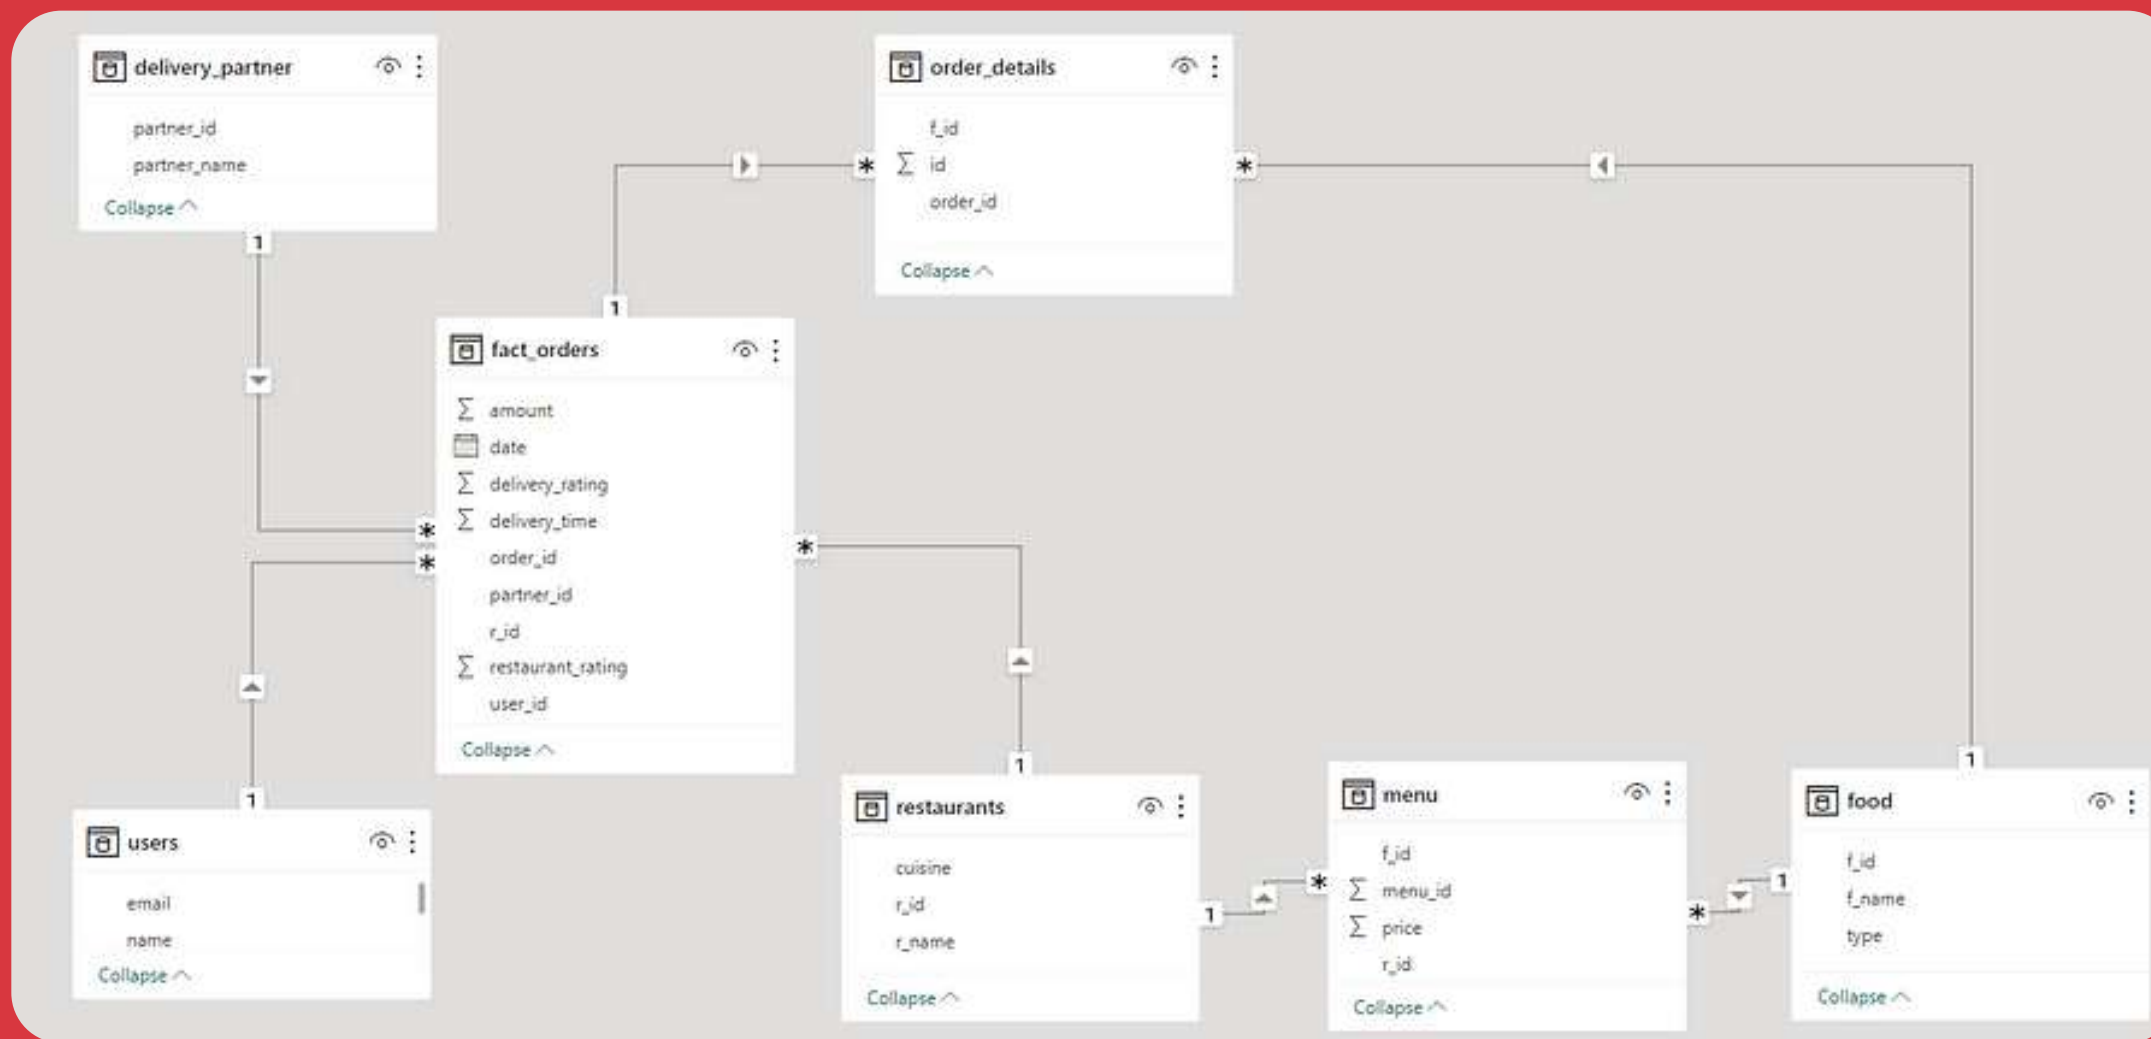 delivery_partner
partner_id
partner_name
Collapse
order_details
f_id
Σ id
order_id
Collapse
1
*
*
1
fact_orders
Σ amount
date
Σ delivery_rating
Σ delivery_time
order_id
partner_id
r_id
Σ restaurant_rating
user_id
Collapse
*
*
*
1
users
email
name
Collapse
1
restaurants
cuisine
r_id
r_name
Collapse
1
*
menu
f_id
Σ menu_id
Σ price
r_id
Collapse
*
1
1
food
f_id
f_name
type
Collapse